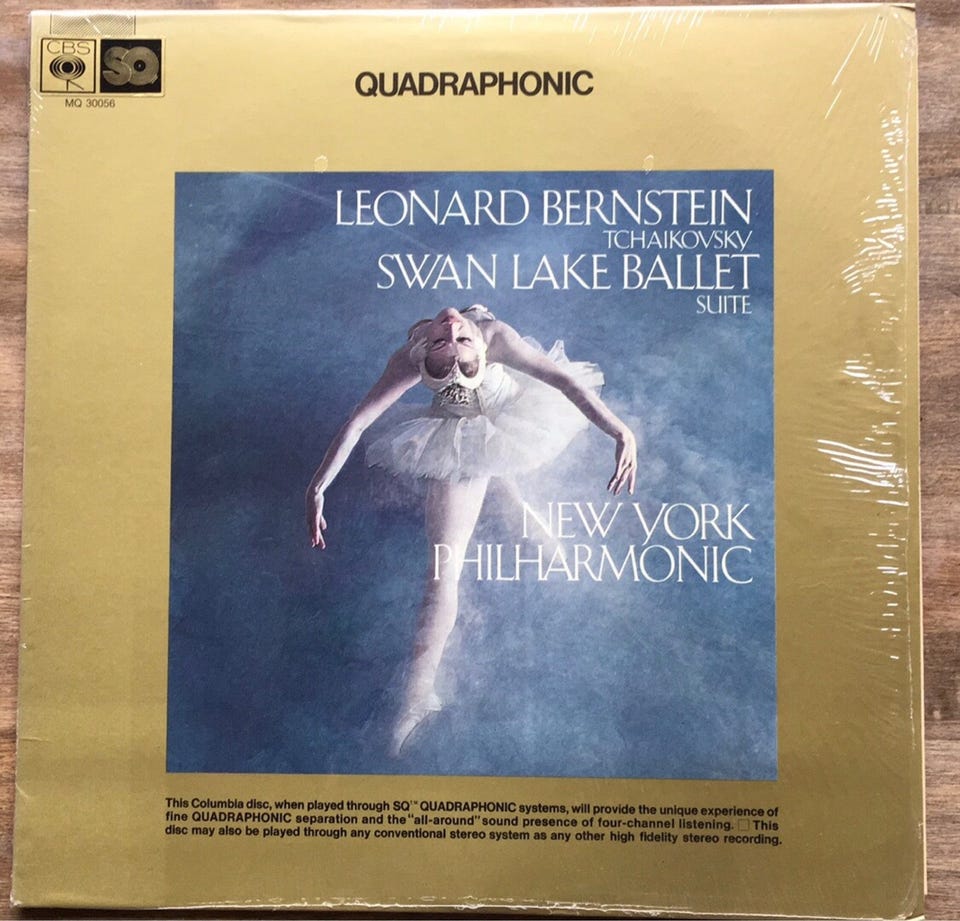 CBS SQ
MQ 30056
QUADRAPHONIC
LEONARD BERNSTEIN
TCHAIKOVSKY
SWAN LAKE BALLET
SUITE
NEW YORK
PHILHARMONIC
This Columbia disc, when played through SQ™ QUADRAPHONIC systems, will provide the unique experience of
fine QUADRAPHONIC separation and the "all-around" sound presence of four-channel listening. □ This
disc may also be played through any conventional stereo system as any other high fidelity stereo recording.